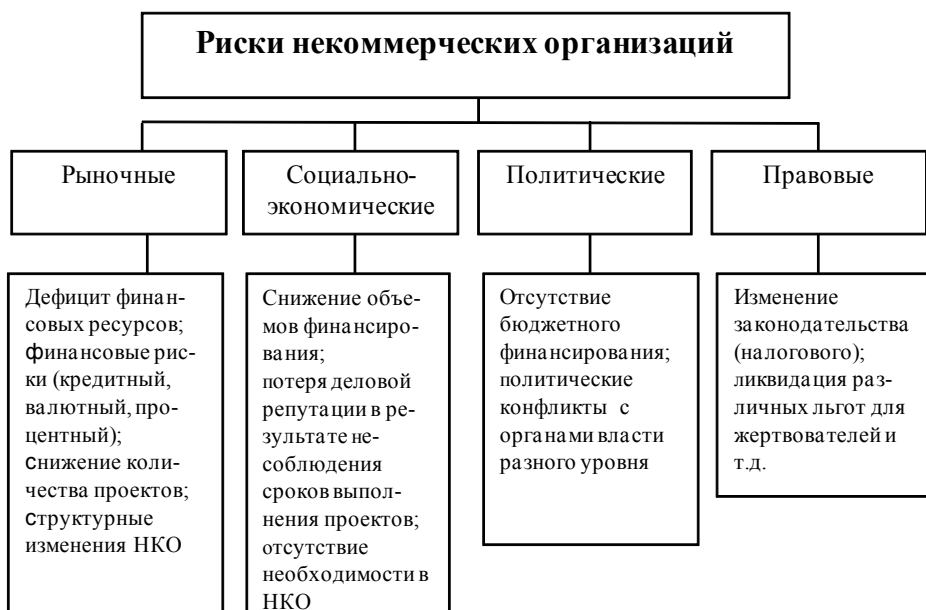 Риски некоммерческих организаций
Рыночные
Социально-
экономические
Политические
Правовые
Дефицит финан-
совых ресурсов;
финансовые рис-
ки (кредитный,
валютный, про-
центный);
снижение коли-
чества проектов;
структурные
изменения НКО
Снижение объе-
мов финансиро-
вания;
потеря деловой
репутации в ре-
зультате не-
соблюдения
сроков выпол-
нения проектов;
отсутствие
необходимости в
НКО
Отсутствие
бюджетного
финансирования;
политические
конфликты с
органами власти
разного уровня
Изменение
законодательства
(налогового);
ликвидация раз-
личных льгот для
жертвователей и
т.д.